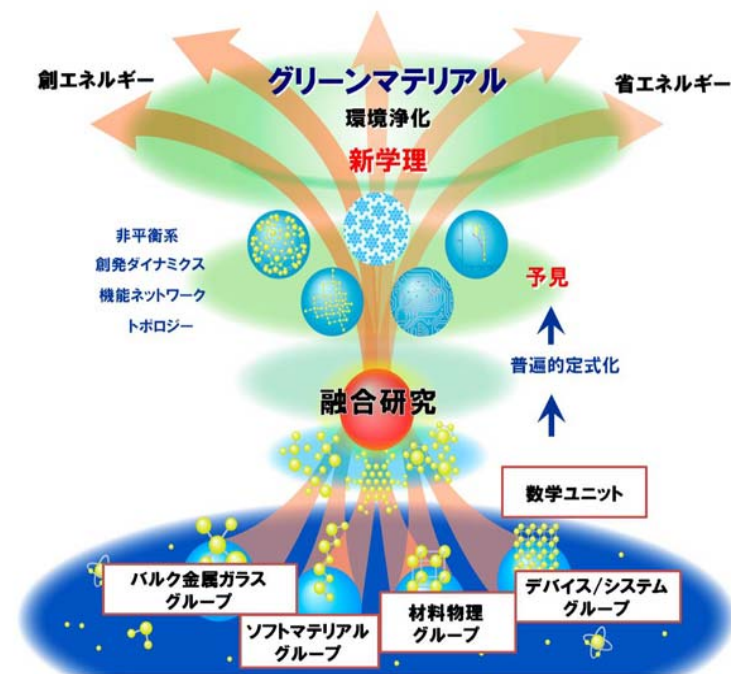 グリーンマテリアル
創エネルギー
省エネルギー
環境浄化
新学理
非平衡系
創発ダイナミクス
機能ネットワーク
トポロジー
予見
普遍的定式化
融合研究
数学ユニット
バルク金属ガラス
グループ
ソフトマテリアル
グループ
材料物理
グループ
デバイス/システム
グループ